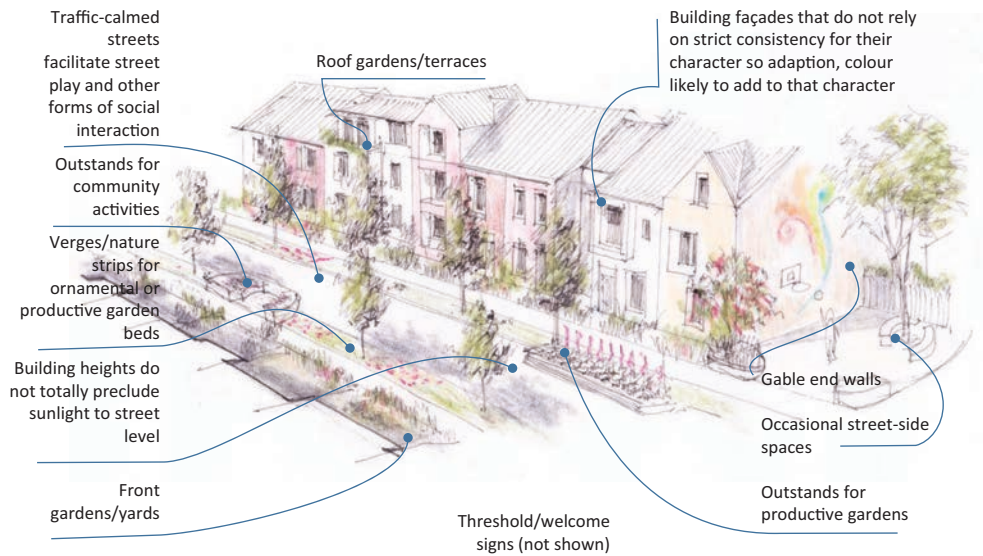 Traffic-calmed
streets
facilitate street
play and other
forms of social
interaction
Outstands for
community
activities
Verges/nature
strips for
ornamental or
productive garden
beds
Building heights do
not totally preclude
sunlight to street
level
Front
gardens/yards
Roof gardens/terraces
Building façades that do not rely
on strict consistency for their
character so adaption, colour
likely to add to that character
Gable end walls
Occasional street-side
spaces
Outstands for
productive gardens
Threshold/welcome
signs (not shown)